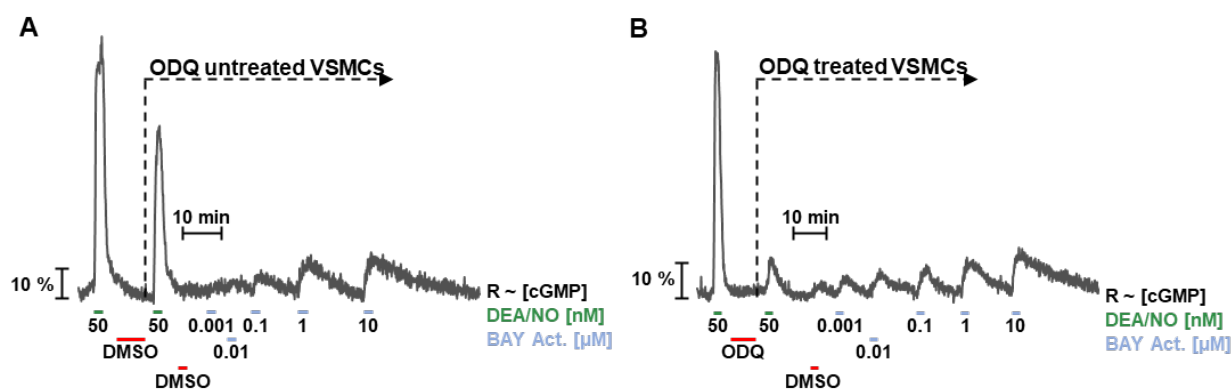 A
ODQ untreated VSMCs
10 min
10 %
R ~ [cGMP]
50 50 DEA/NO [nM]
0.001 0.1 1 10 BAY Act. [µM]
DMSO 0.01
DMSO
B
ODQ treated VSMCs
10 min
10 %
R ~ [cGMP]
50 50 DEA/NO [nM]
0.001 0.1 1 10 BAY Act. [µM]
ODQ 0.01
DMSO